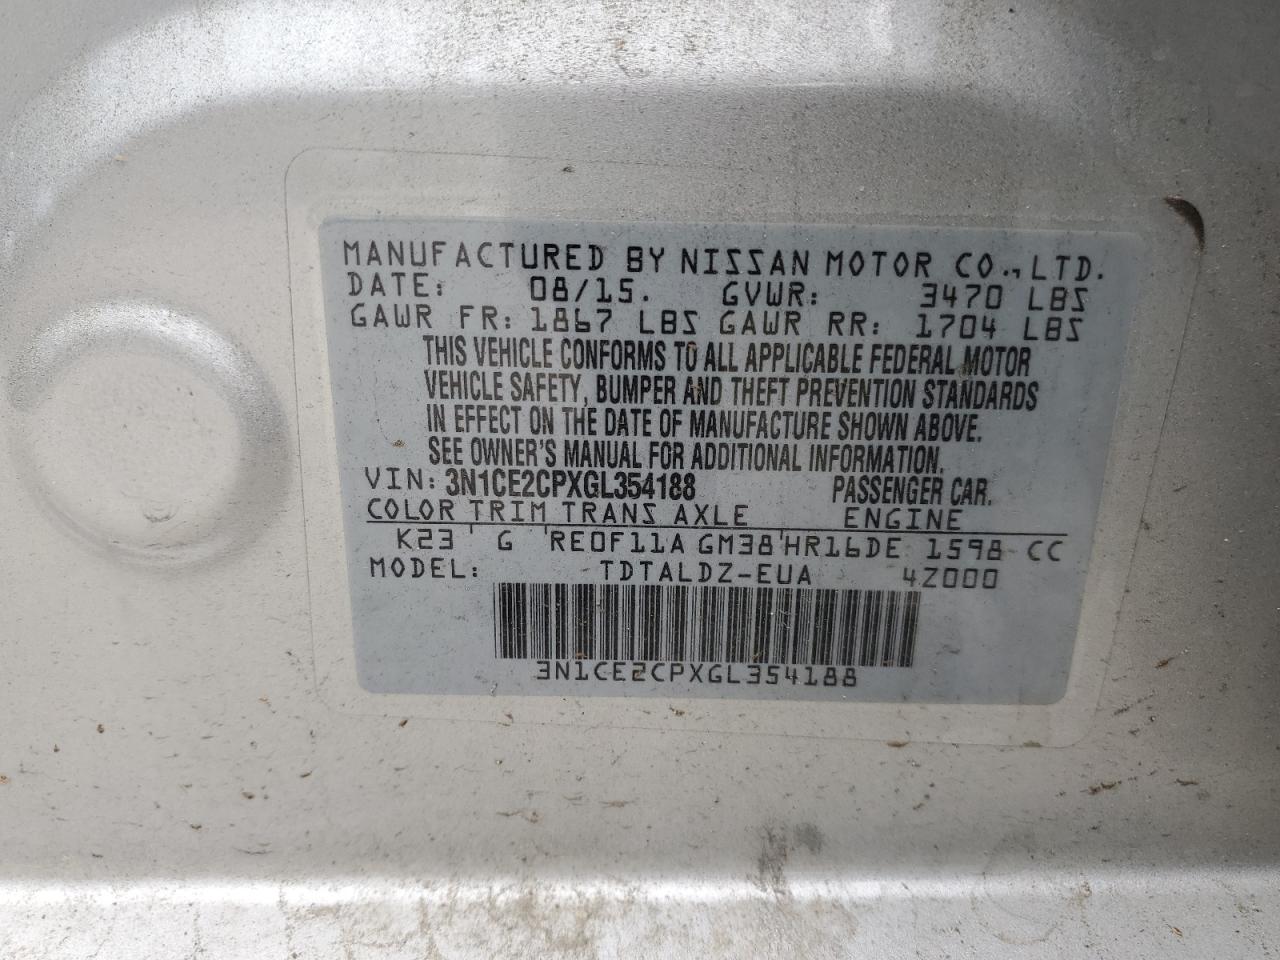 MANUFACTURED BY NISSAN MOTOR CO., LTD.
DATE: 08/15. GVWR: 3470 LBS
GAWR FR: 1867 LBS GAWR RR: 1704 LBS
THIS VEHICLE CONFORMS TO ALL APPLICABLE FEDERAL MOTOR
VEHICLE SAFETY, BUMPER AND THEFT PREVENTION STANDARDS
IN EFFECT ON THE DATE OF MANUFACTURE SHOWN ABOVE.
SEE OWNER'S MANUAL FOR ADDITIONAL INFORMATION.
VIN: 3N1CE2CPXGL354188 PASSENGER CAR.
COLOR TRIM TRANS AXLE ENGINE
K23 G RE0F11A GM38 HR16DE 1598 CC
MODEL: TDTALDZ-EUA 4Z000
3N1CE2CPXGL354188